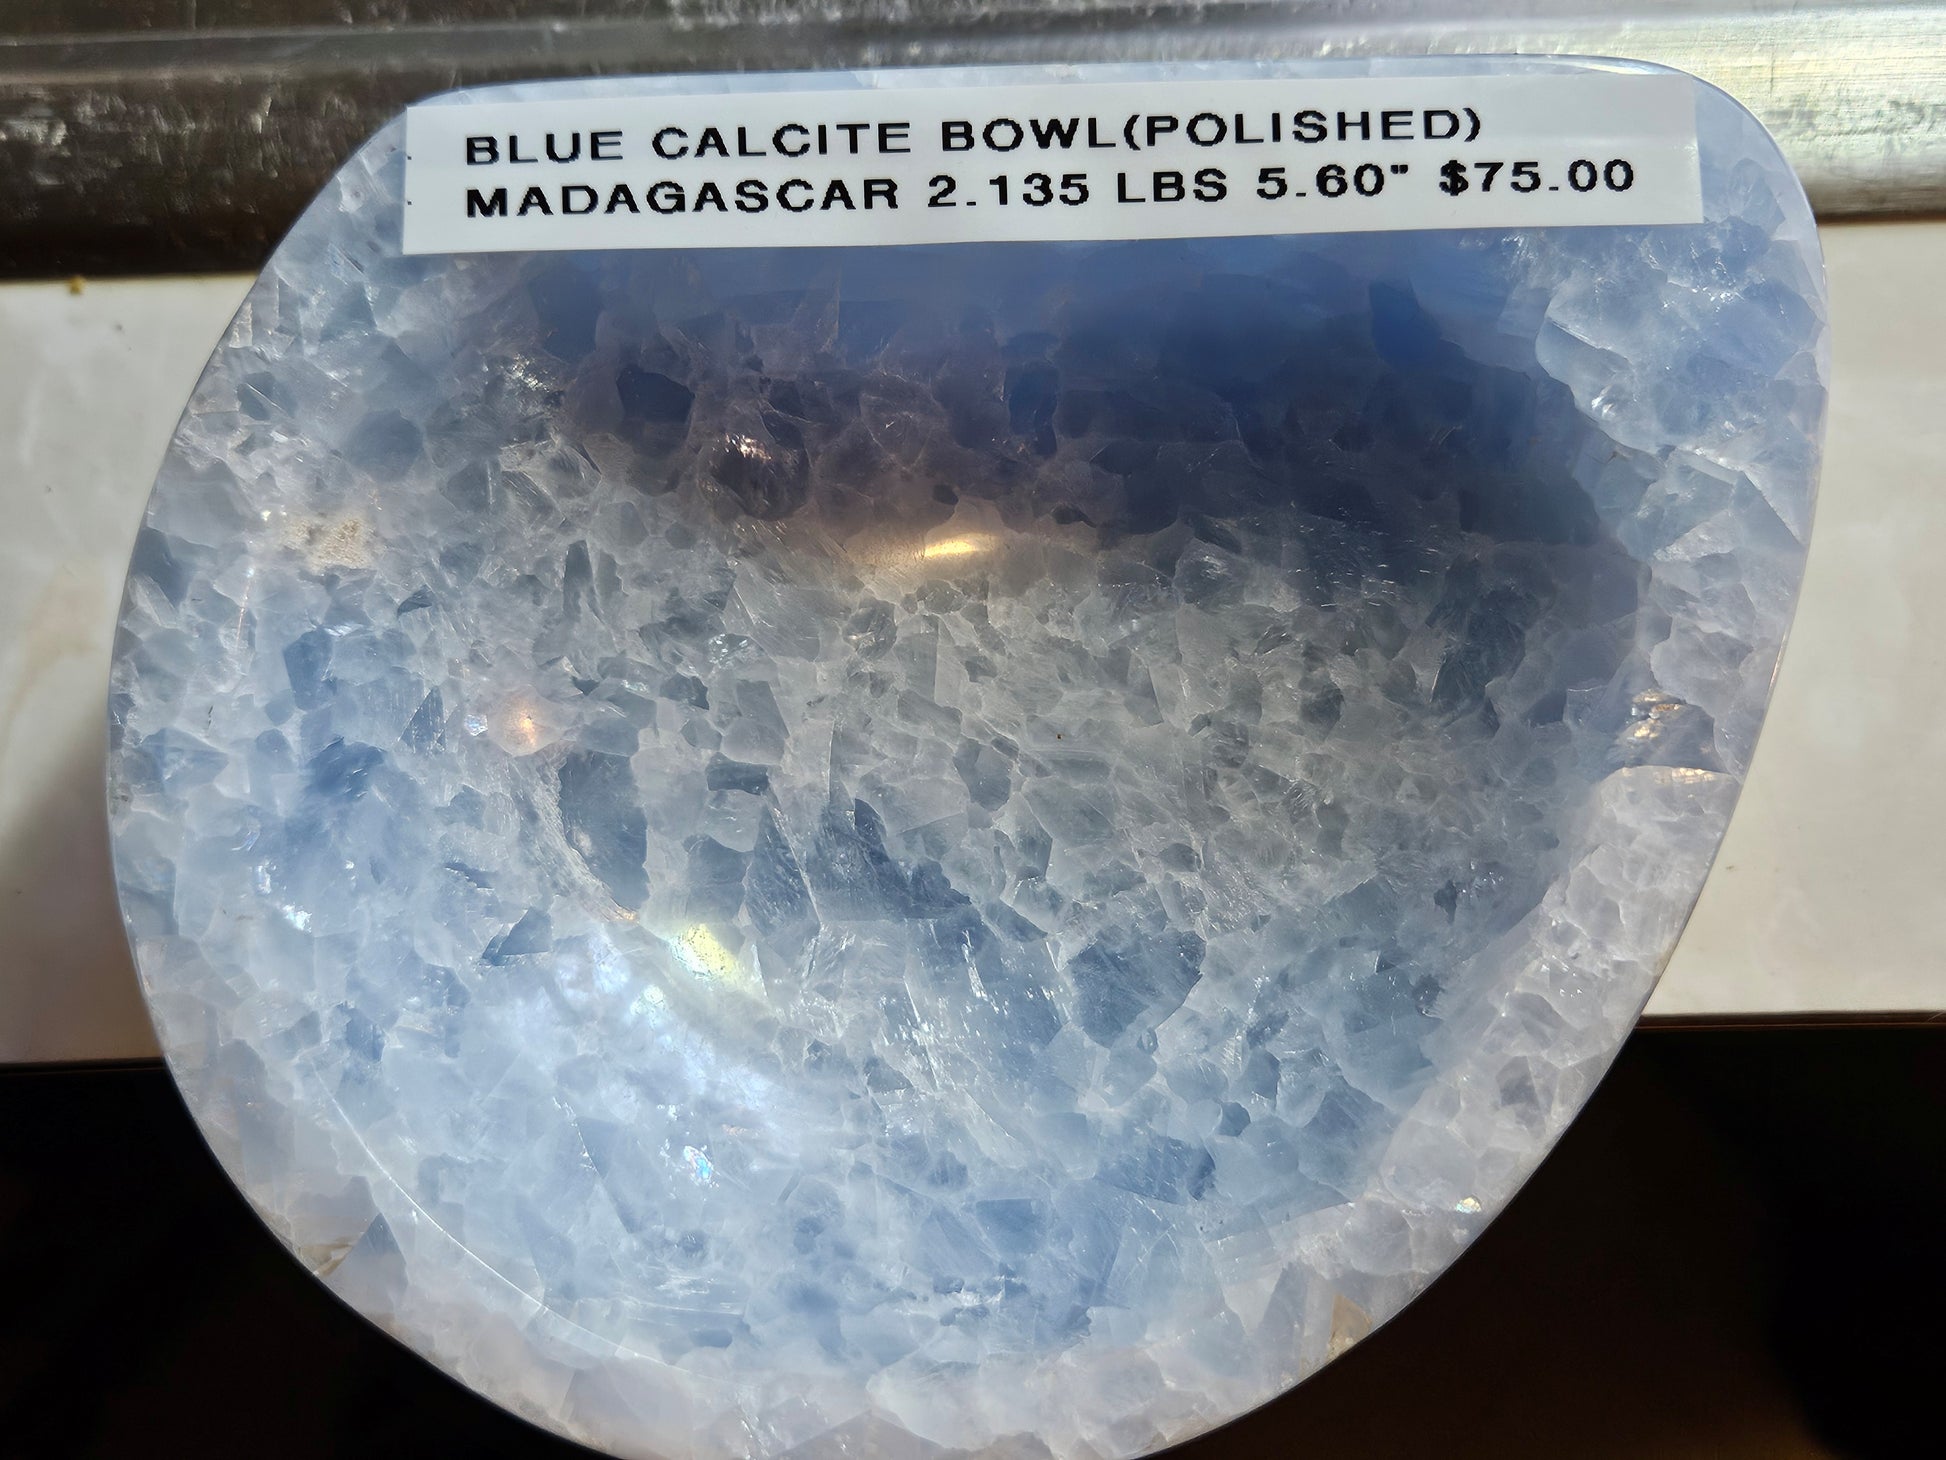 BLUE CALCITE BOWL(POLISHED)
MADAGASCAR 2.135 LBS 5.60" $75.00